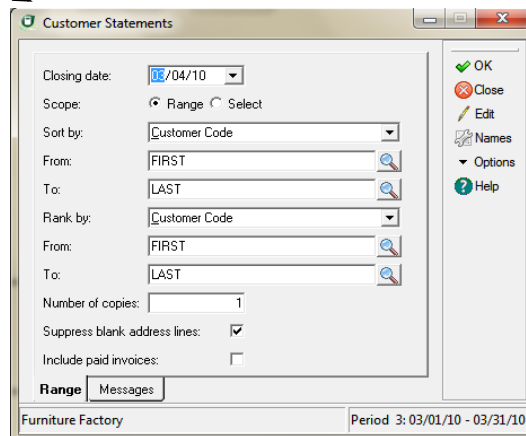 Customer Statements
Closing date: 03/04/10
Scope: Range Select
Sort by: Customer Code
From: FIRST
To: LAST
Rank by: Customer Code
From: FIRST
To: LAST
Number of copies: 1
Suppress blank address lines:
Include paid invoices:
Range Messages
OK
Close
Edit
Names
Options
Help
Furniture Factory Period 3: 03/01/10 - 03/31/10